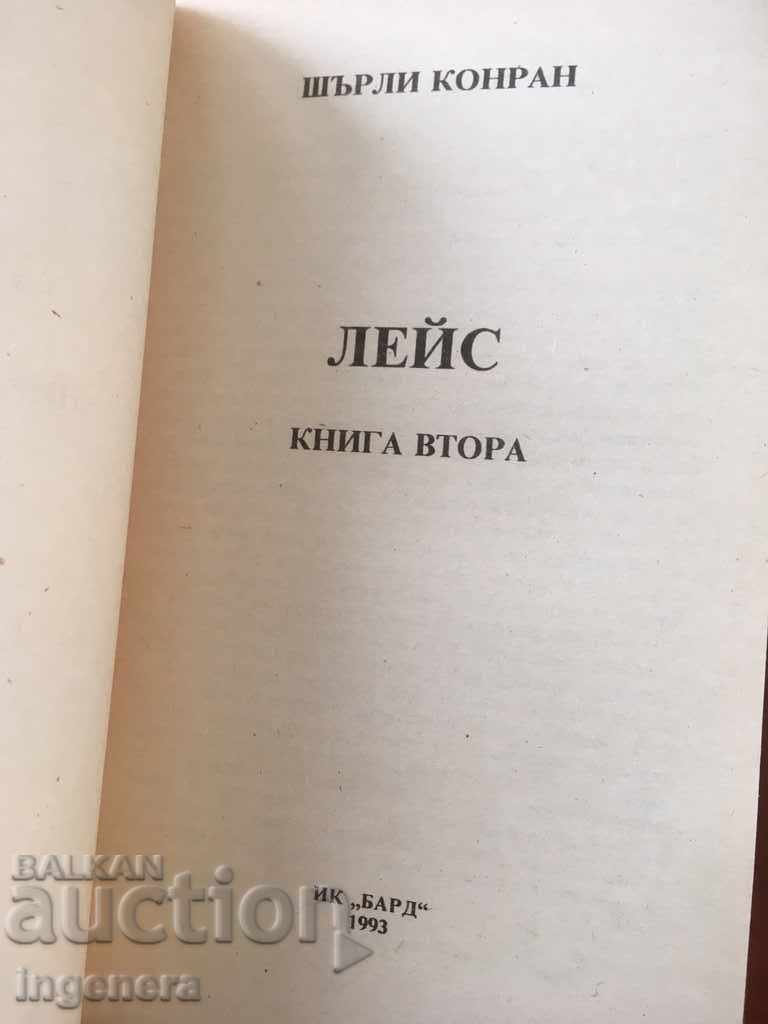 ШЪРЛИ КОНРАН
ЛЕЙС
КНИГА ВТОРА
ИК „БАРД“
1993
BALKAN
auction
ingenera